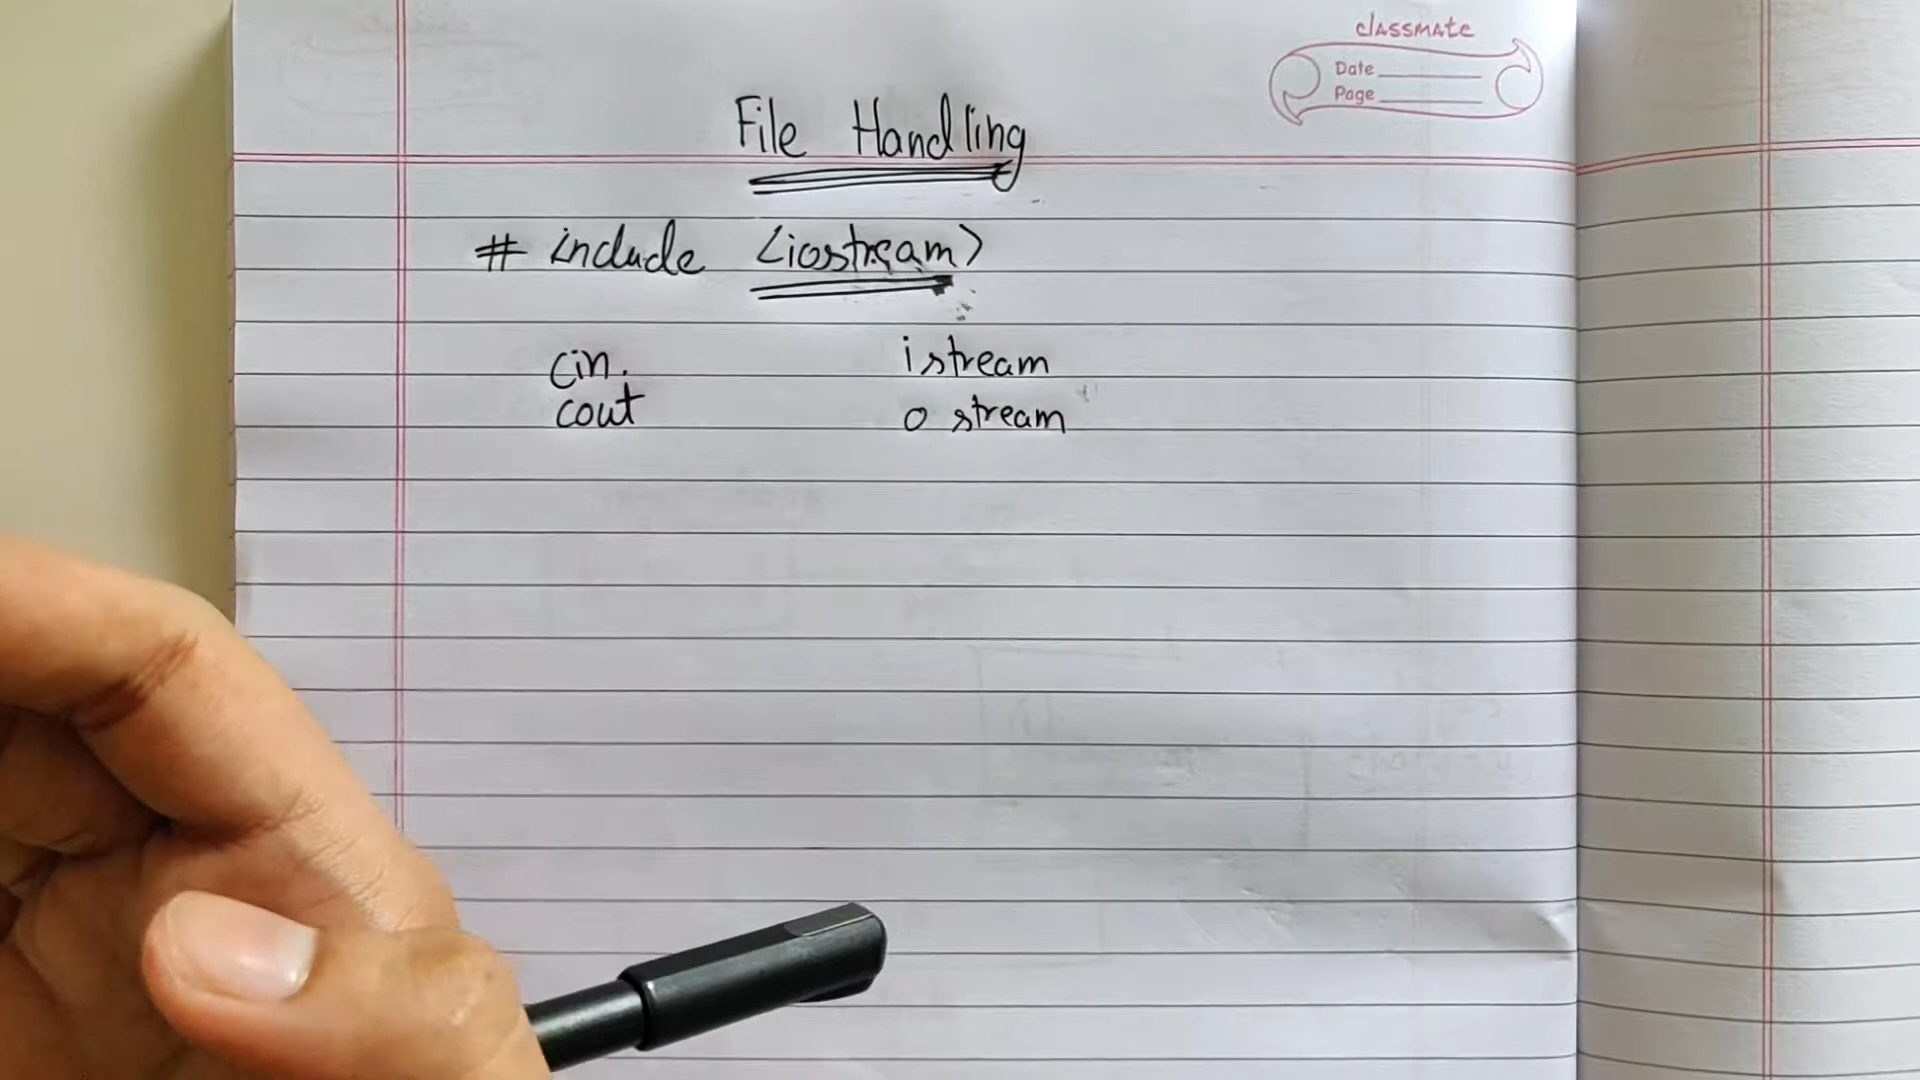 classmate
Date
Page
File Handling
# include <iostream>
cin. istream
cout o stream